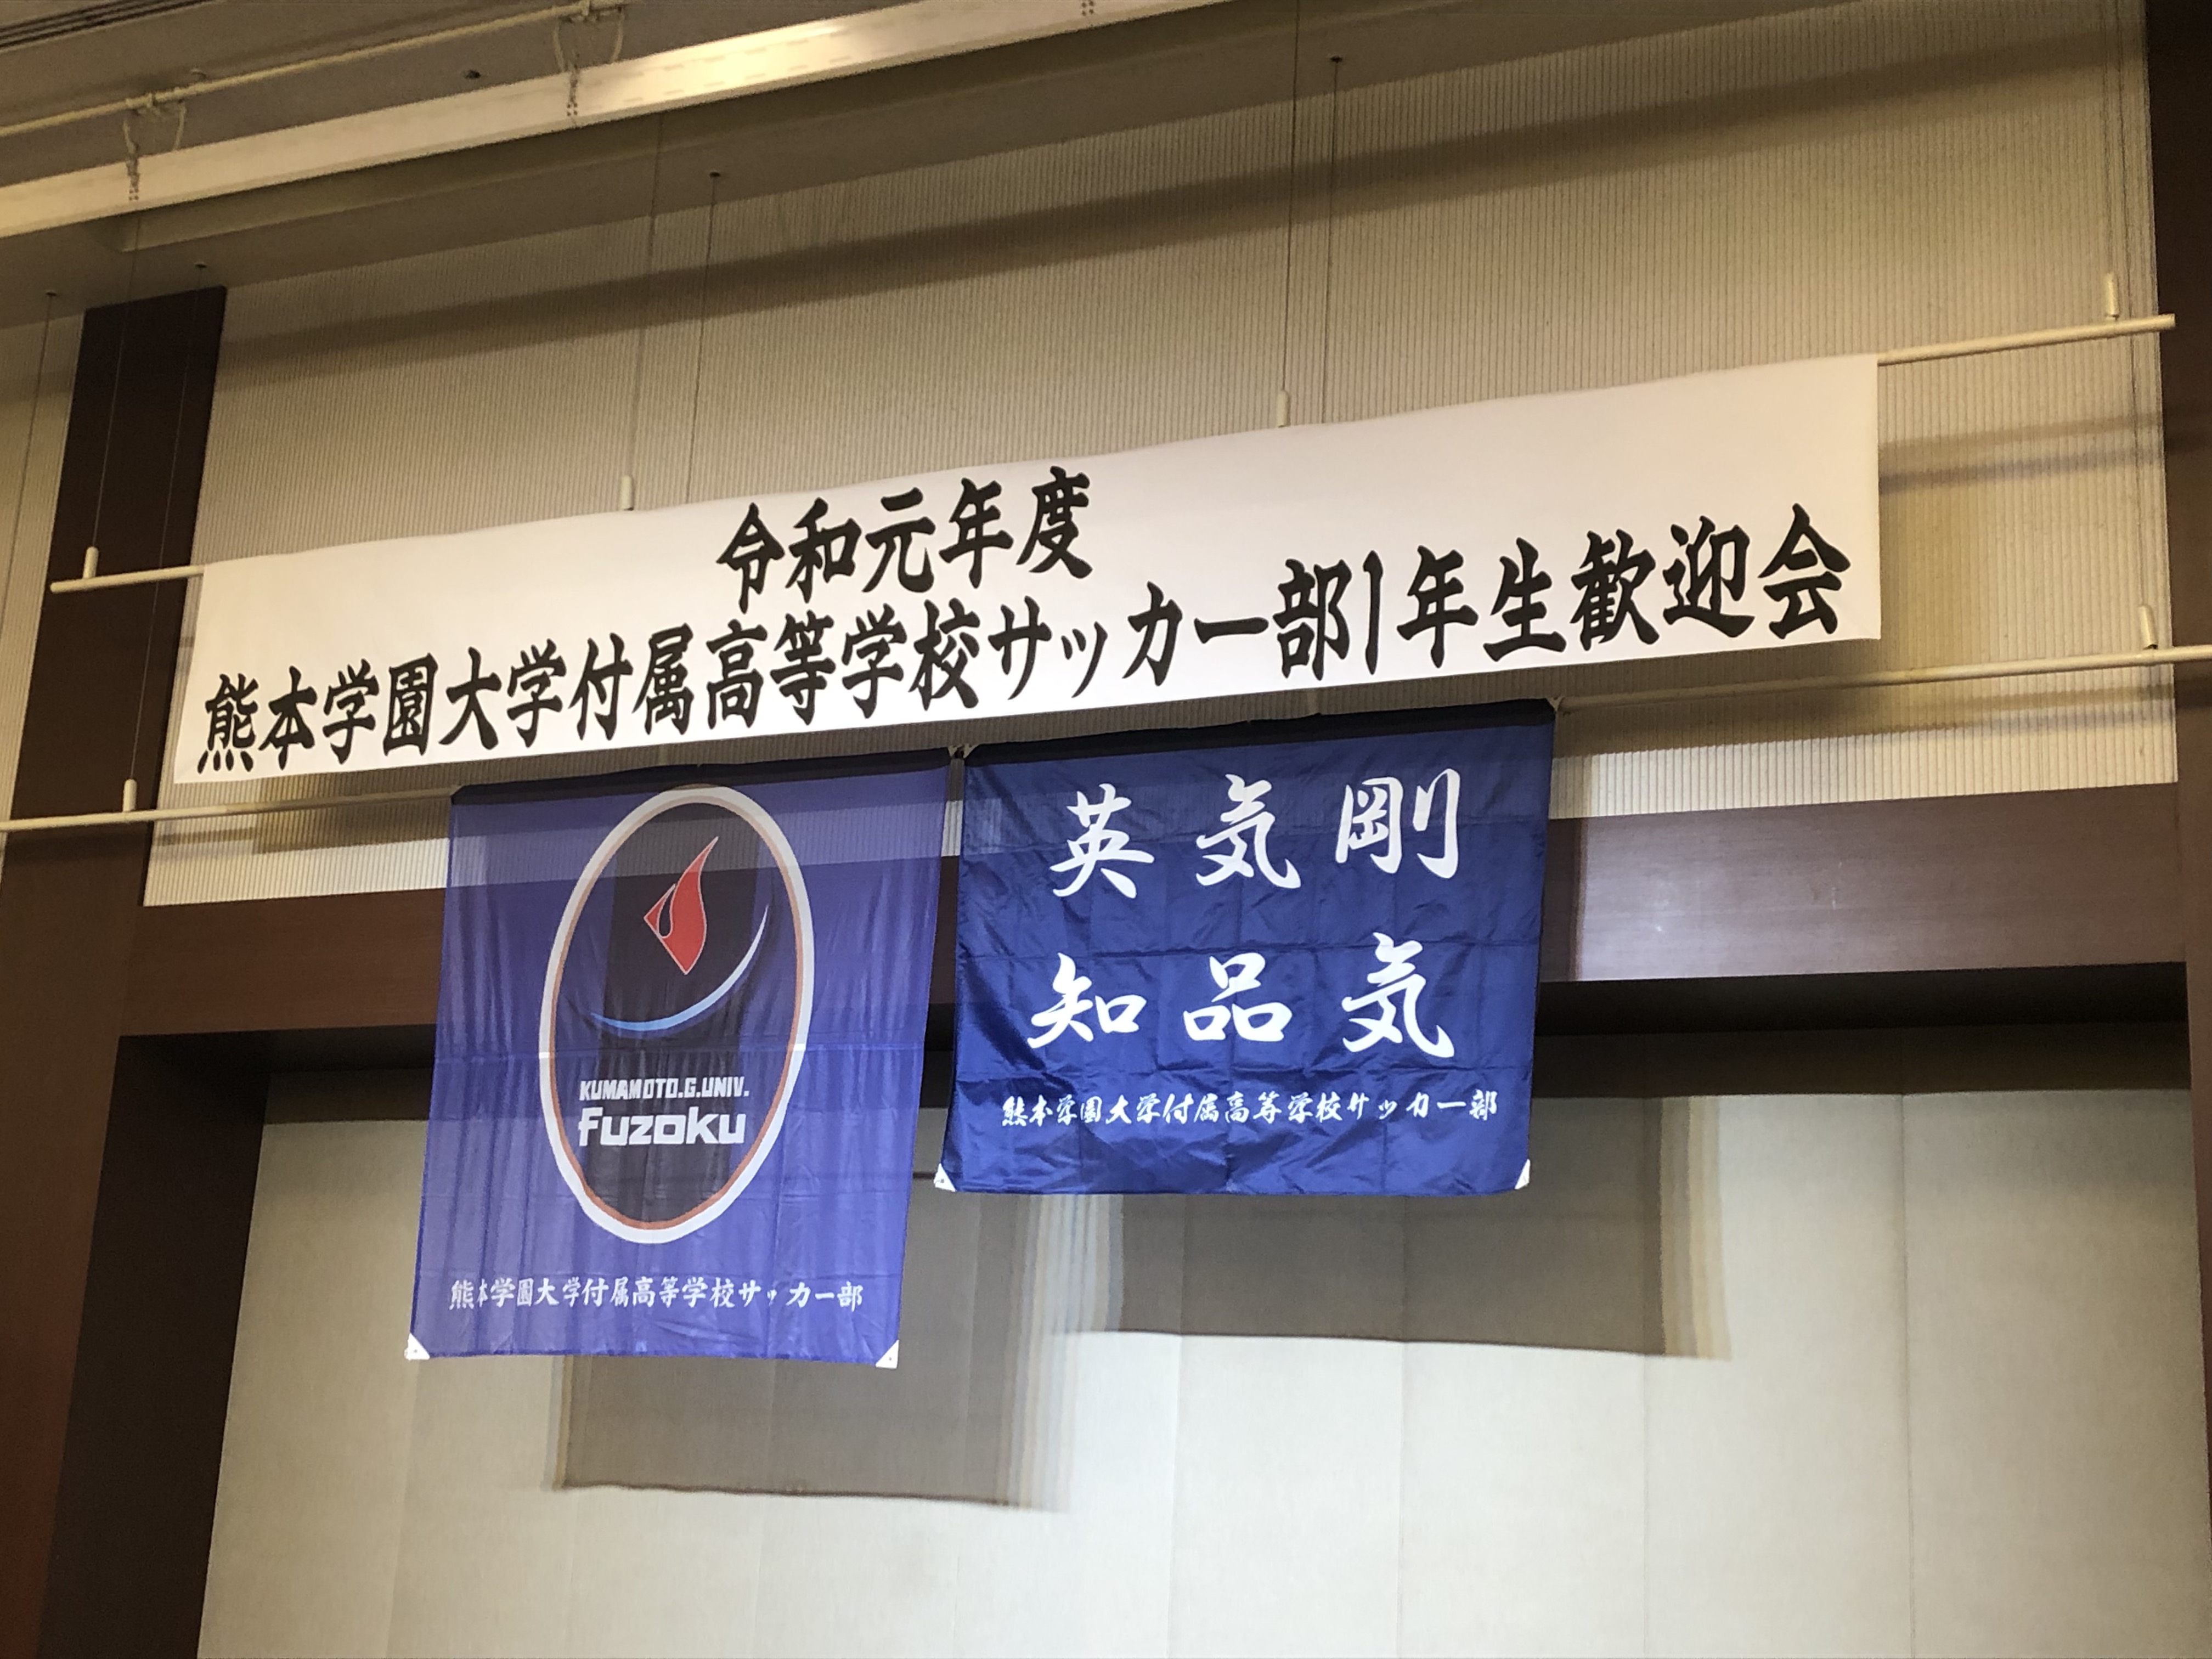 令和元年度
熊本学園大学付属高等学校サッカー部1年生歓迎会
KUMAMOTO.G.UNIV.
Fuzoku
熊本学園大学付属高等学校サッカー部
英気剛
知品気
熊本学園大学付属高等学校サッカー部